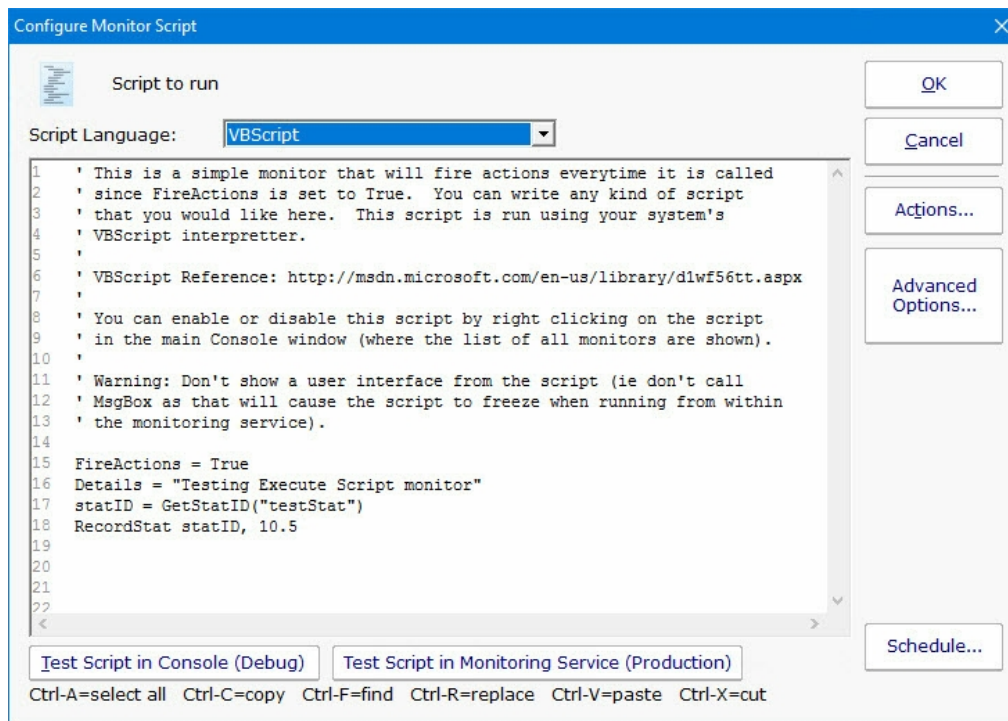 Configure Monitor Script
Script to run
OK
Script Language:
VBScript
Cancel
1 ' This is a simple monitor that will fire actions everytime it is called
2 ' since FireActions is set to True.  You can write any kind of script
3 ' that you would like here.  This script is run using your system's
4 ' VBScript interpretter.
5 '
6 ' VBScript Reference: http://msdn.microsoft.com/en-us/library/d1wf56tt.aspx
7 '
8 ' You can enable or disable this script by right clicking on the script
9 ' in the main Console window (where the list of all monitors are shown).
10 '
11 ' Warning: Don't show a user interface from the script (ie don't call
12 ' MsgBox as that will cause the script to freeze when running from within
13 ' the monitoring service).
14
15 FireActions = True
16 Details = "Testing Execute Script monitor"
17 statID = GetStatID("testStat")
18 RecordStat statID, 10.5
19
20
21
22
Actions...
Advanced
Options...
Schedule...
Test Script in Console (Debug)
Test Script in Monitoring Service (Production)
Ctrl-A=select all  Ctrl-C=copy  Ctrl-F=find  Ctrl-R=replace  Ctrl-V=paste  Ctrl-X=cut